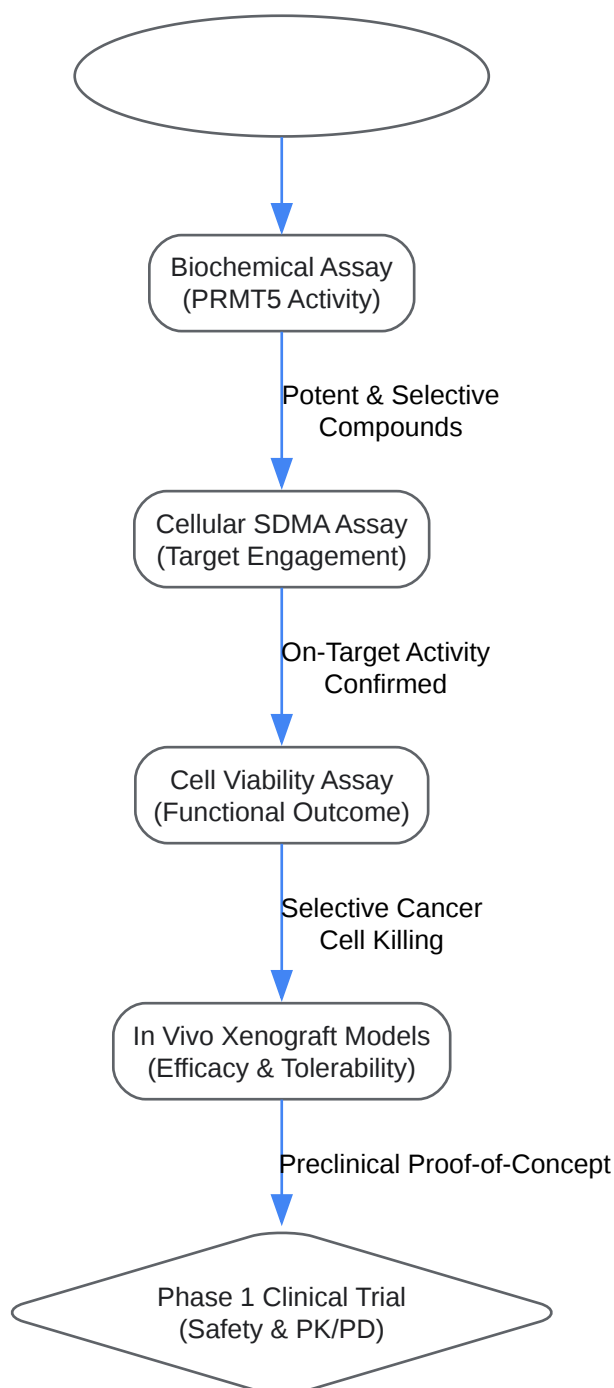 Biochemical Assay
(PRMT5 Activity)
Potent & Selective
Compounds
Cellular SDMA Assay
(Target Engagement)
On-Target Activity
Confirmed
Cell Viability Assay
(Functional Outcome)
Selective Cancer
Cell Killing
In Vivo Xenograft Models
(Efficacy & Tolerability)
Preclinical Proof-of-Concept
Phase 1 Clinical Trial
(Safety & PK/PD)